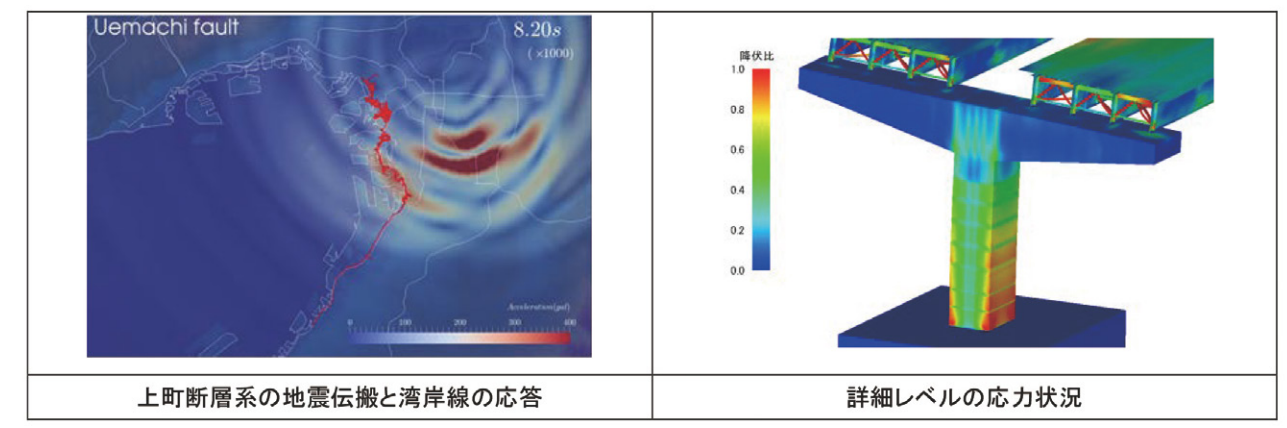 Uemachi fault
8.20s
(×1000)
Acceleration(gal)
0 100 200 300 400
降伏比
1.0
0.8
0.6
0.4
0.2
0.0
上町断層系の地震伝搬と湾岸線の応答
詳細レベルの応力状況